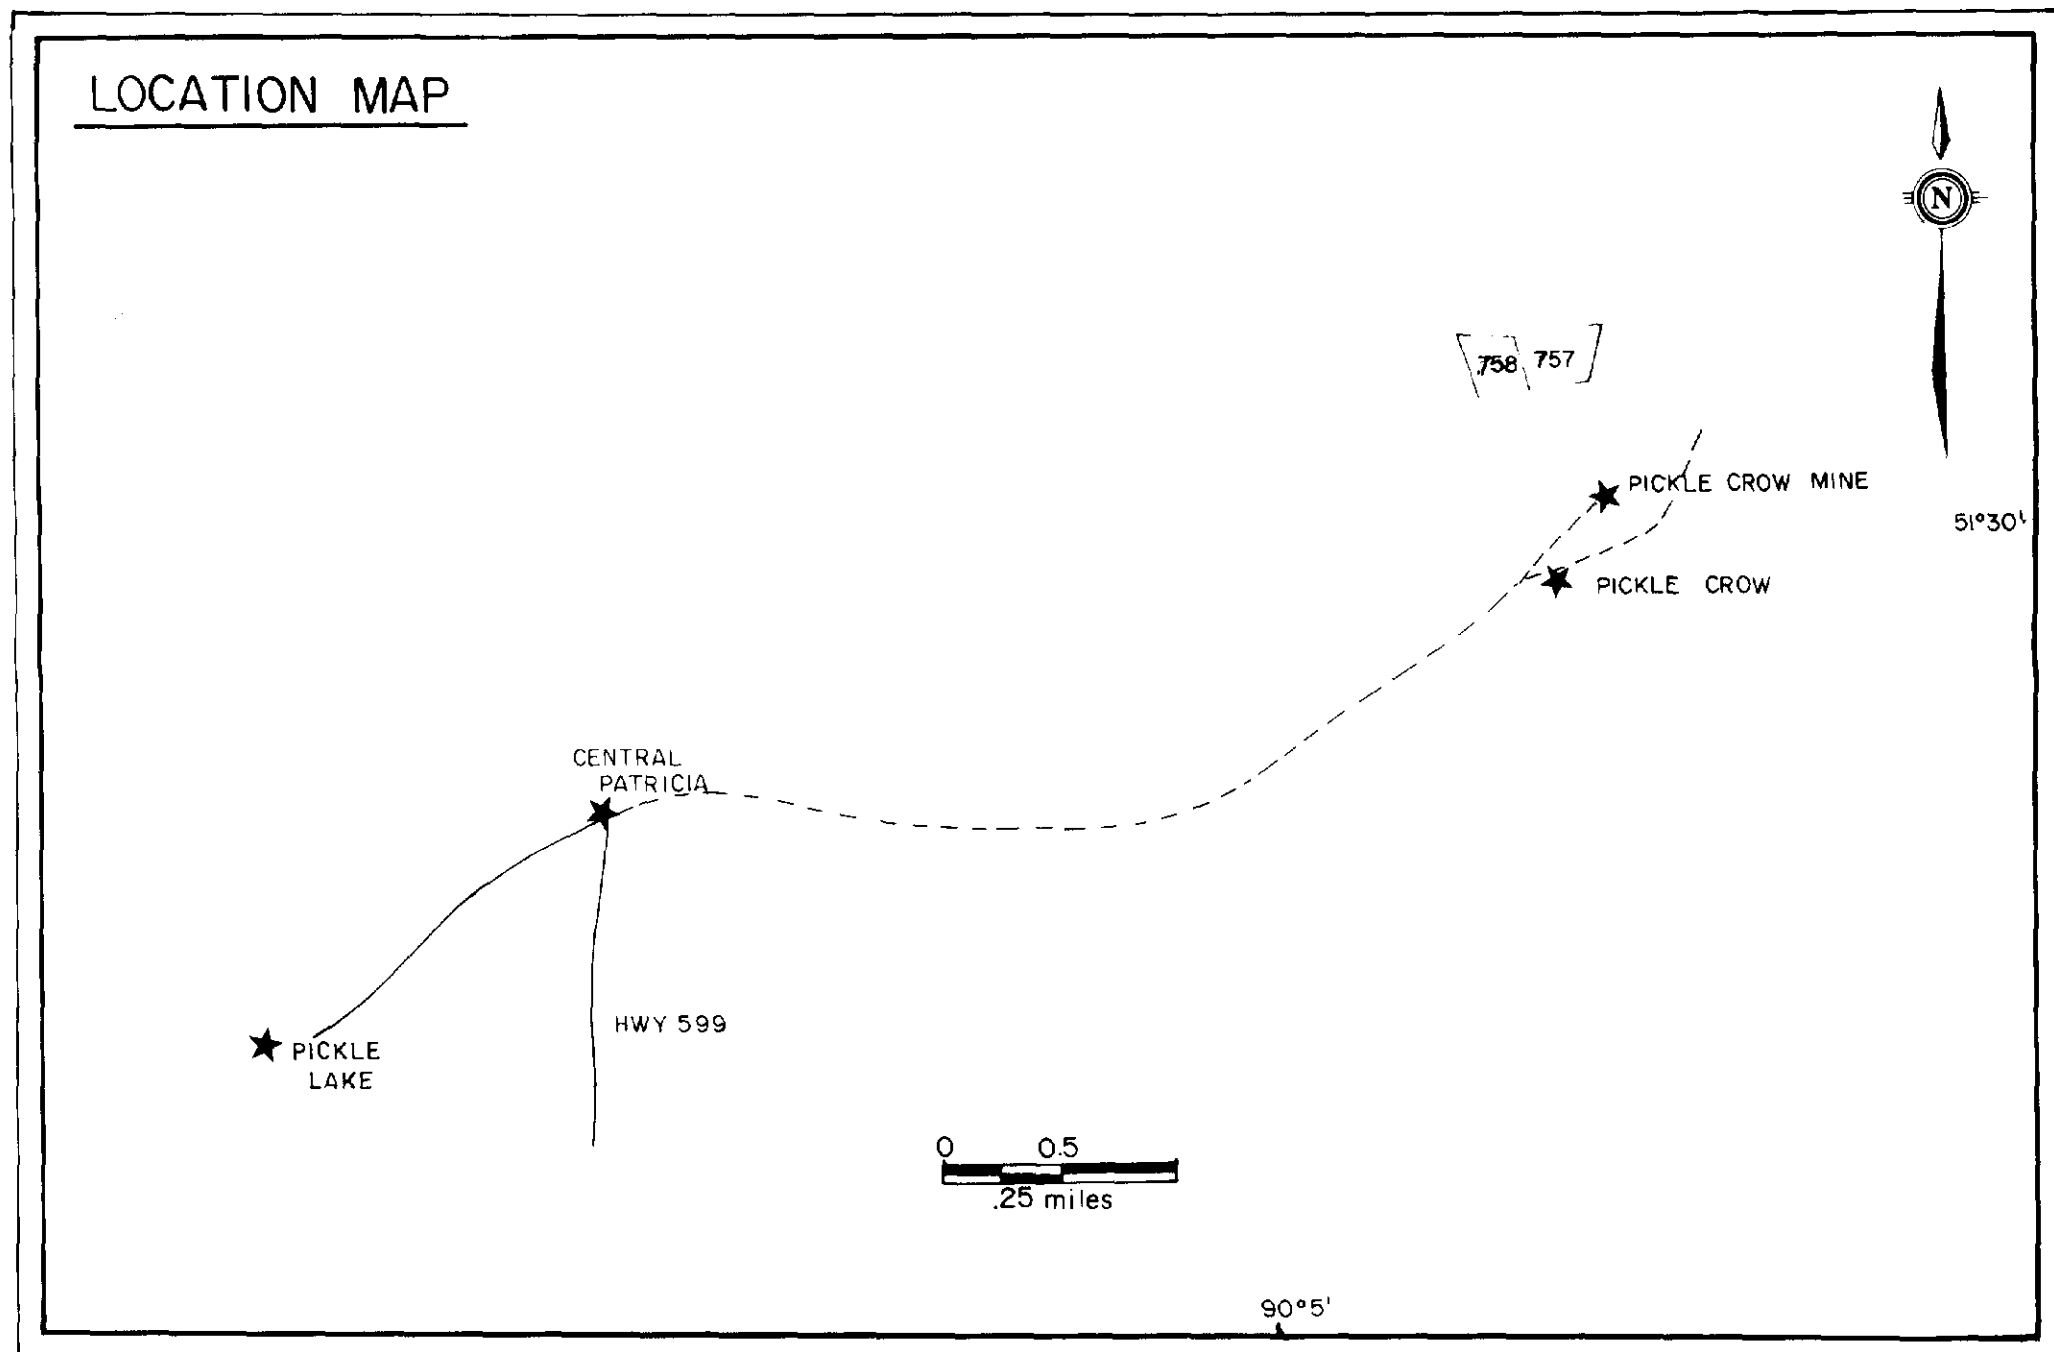 LOCATION MAP
N
758 757
PICKLE CROW MINE
51°30'
PICKLE CROW
CENTRAL
PATRICIA
HWY 599
PICKLE
LAKE
0 0.5
.25 miles
90°5'